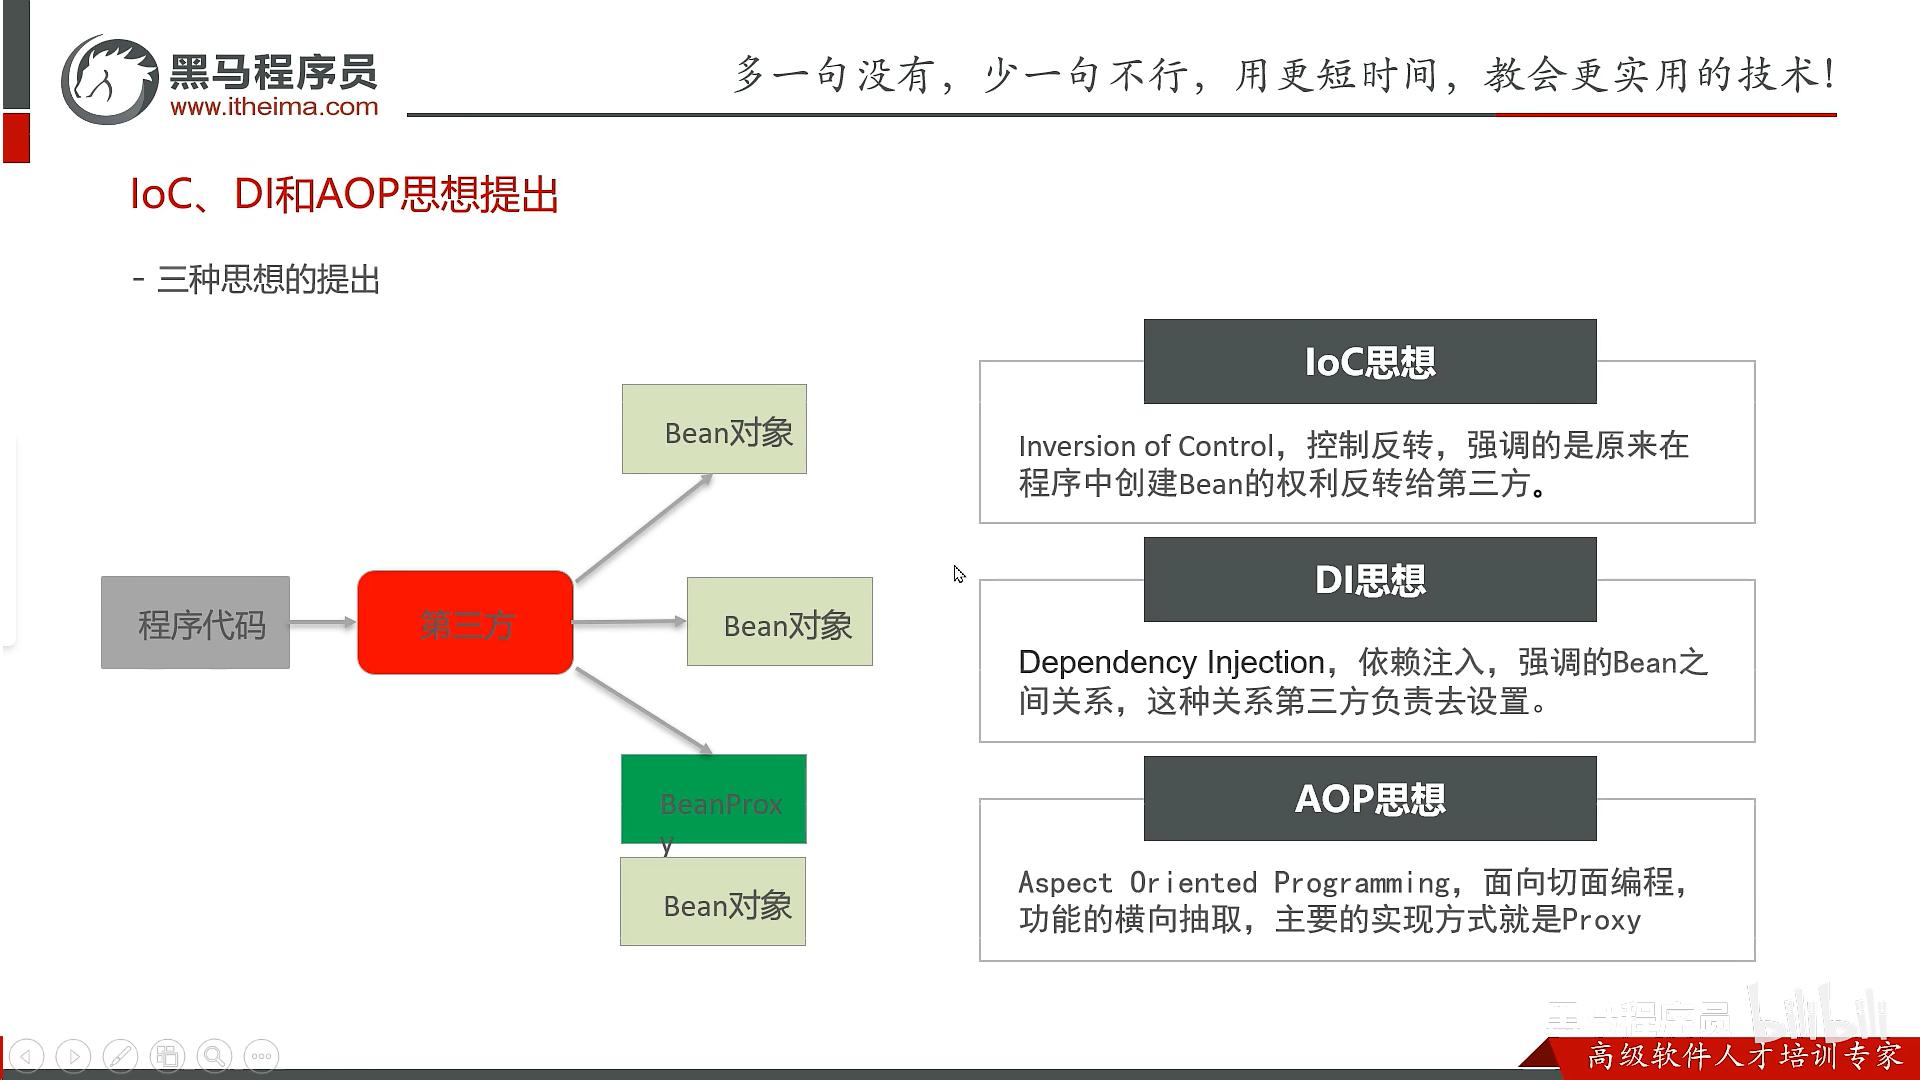 黑马程序员
www.itheima.com
多一句没有，少一句不行，用更短时间，教会更实用的技术！
IoC、DI和AOP思想提出
- 三种思想的提出
程序代码
第三方
Bean对象
Bean对象
BeanProx
y
Bean对象
IoC思想
Inversion of Control，控制反转，强调的是原来在
程序中创建Bean的权利反转给第三方。
DI思想
Dependency Injection，依赖注入，强调的Bean之
间关系，这种关系第三方负责去设置。
AOP思想
Aspect Oriented Programming，面向切面编程，
功能的横向抽取，主要的实现方式就是Proxy
黑马程序员 bilibili
高级软件人才培训专家